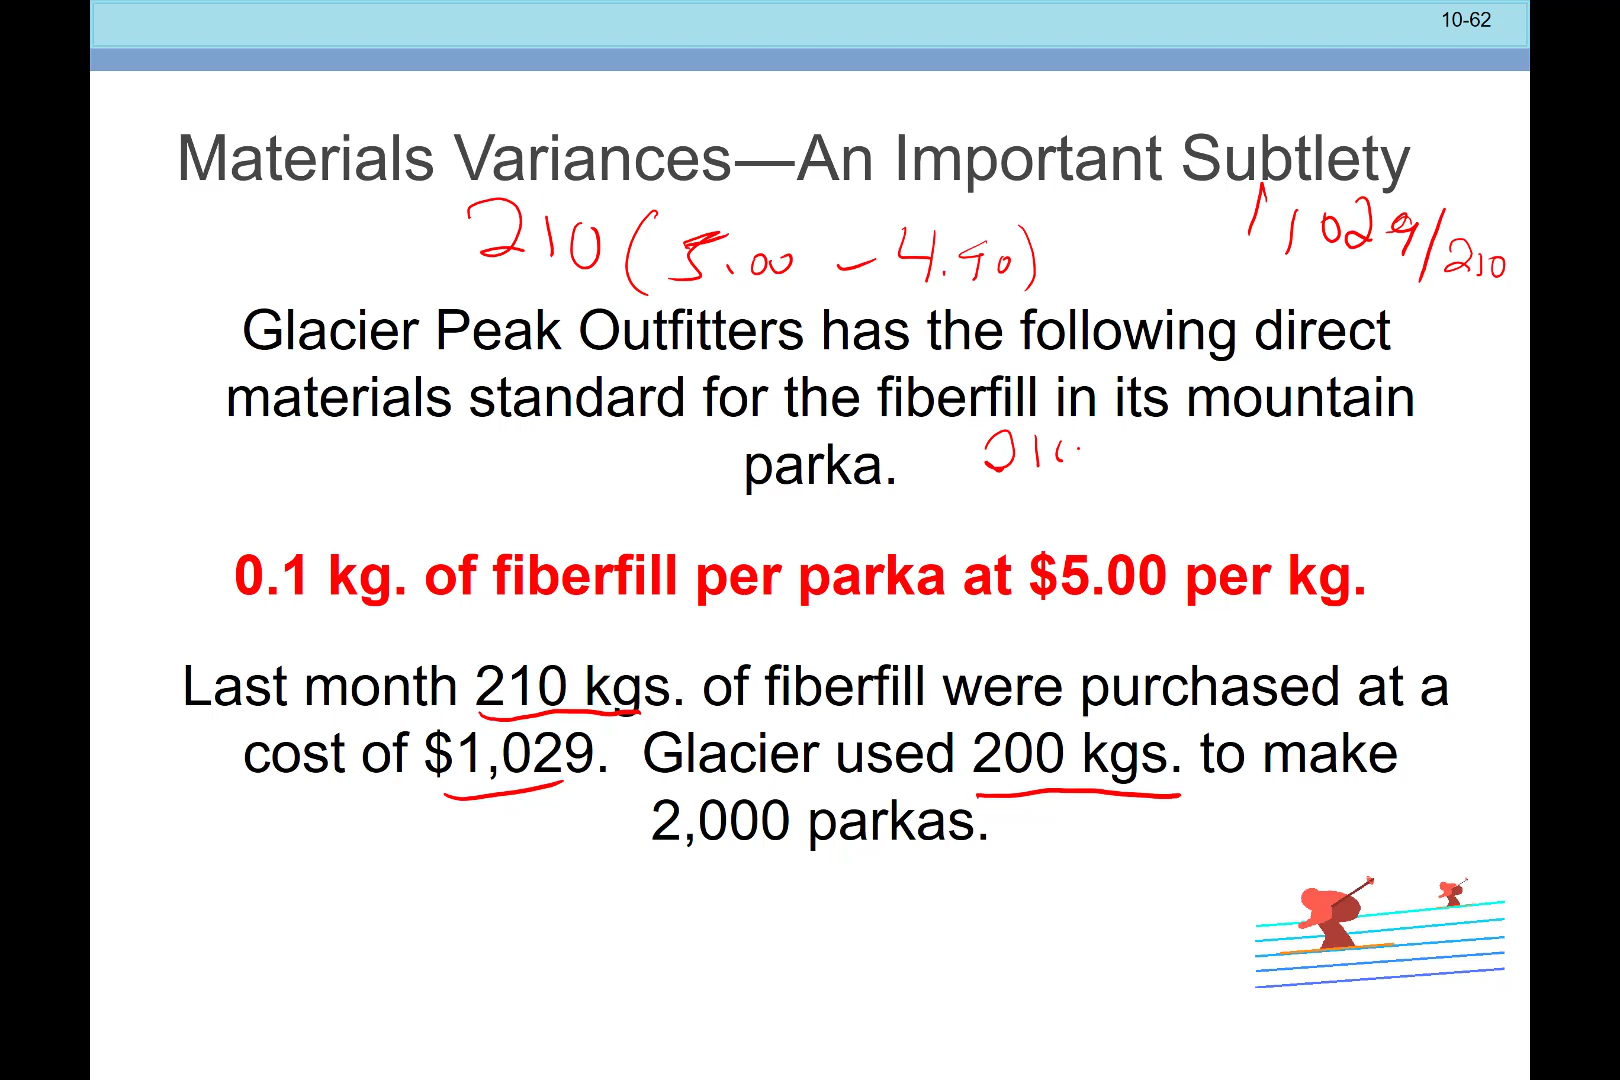 10-62
Materials Variances—An Important Subtlety
210 (5.00 – 4.90)
1029/210
Glacier Peak Outfitters has the following direct
materials standard for the fiberfill in its mountain
parka.
0.1 kg. of fiberfill per parka at $5.00 per kg.
Last month 210 kgs. of fiberfill were purchased at a
cost of $1,029. Glacier used 200 kgs. to make
2,000 parkas.